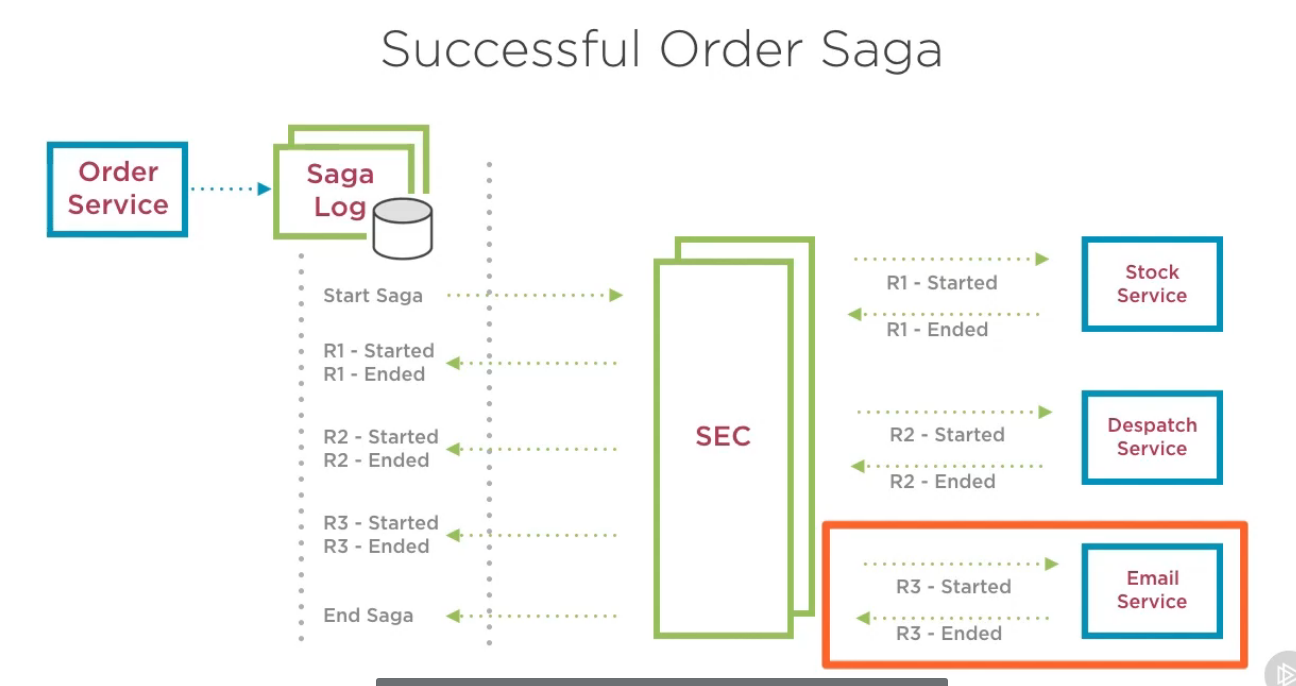 Successful Order Saga
Order
Service
Saga
Log
Start Saga
R1 - Started
R1 - Ended
R2 - Started
R2 - Ended
R3 - Started
R3 - Ended
End Saga
SEC
R1 - Started
R1 - Ended
Stock
Service
R2 - Started
R2 - Ended
Despatch
Service
R3 - Started
R3 - Ended
Email
Service